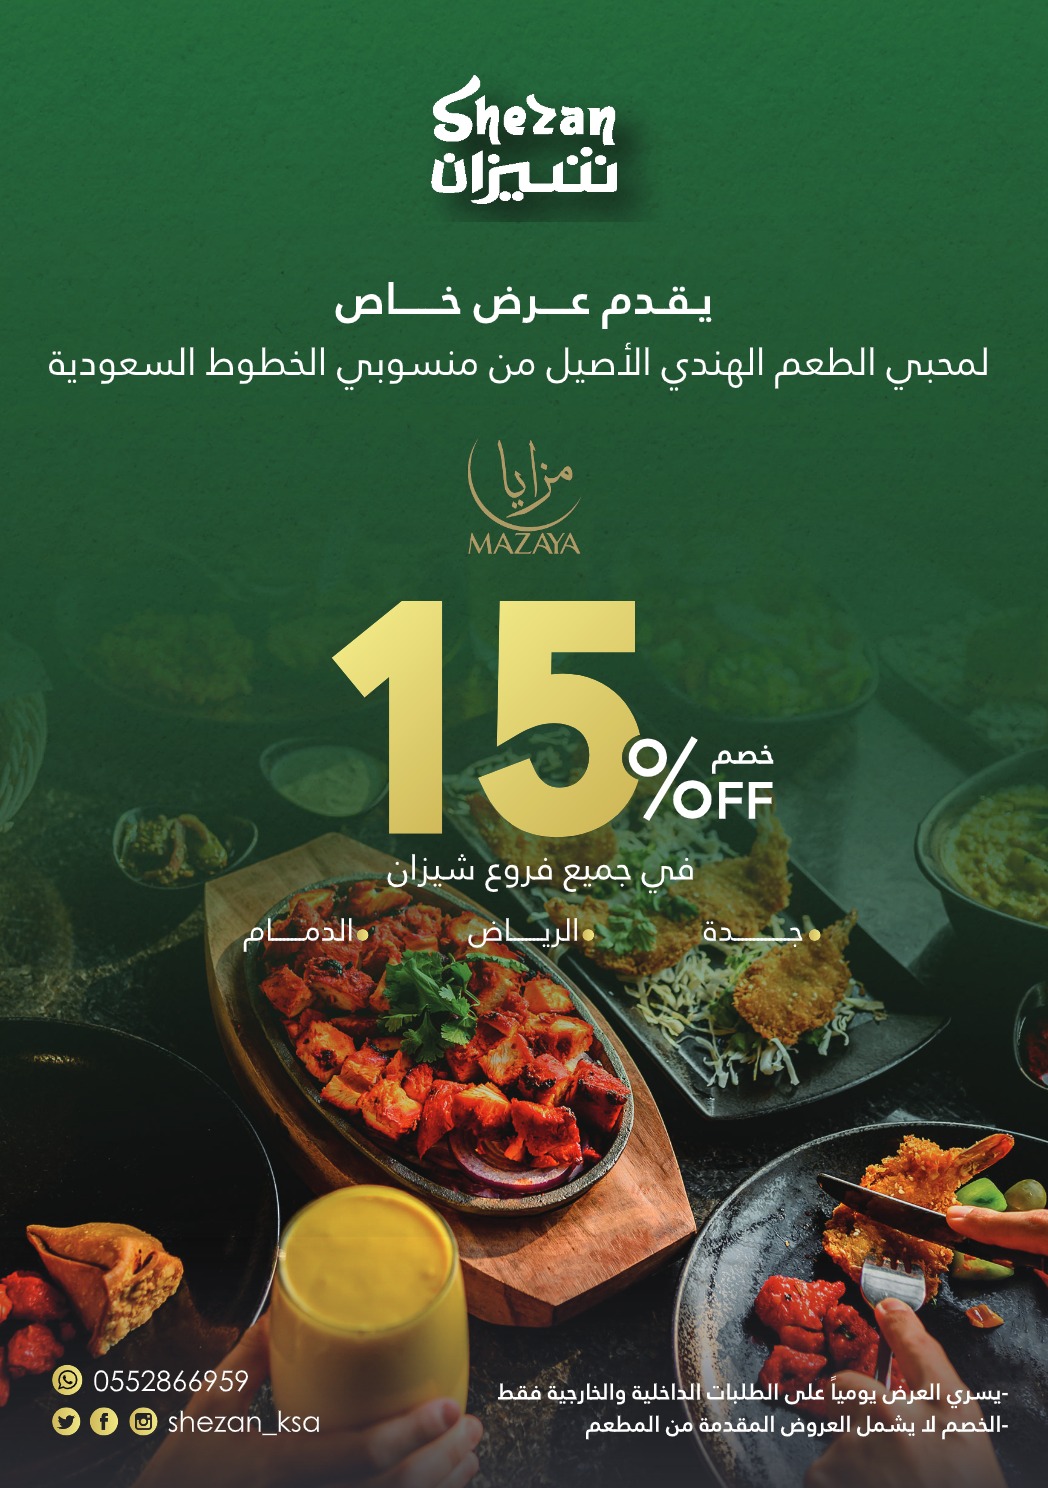 Shezan
شيزان
يقدم عرض خاص
لمحبي الطعم الهندي الأصيل من منسوبي الخطوط السعودية
مزايا
MAZAYA
15% خصم
OFF
في جميع فروع شيزان
•جدة •الرياض •الدمام
0552866959
shezan_ksa
-يسري العرض يومياً على الطلبات الداخلية والخارجية فقط
-الخصم لا يشمل العروض المقدمة من المطعم